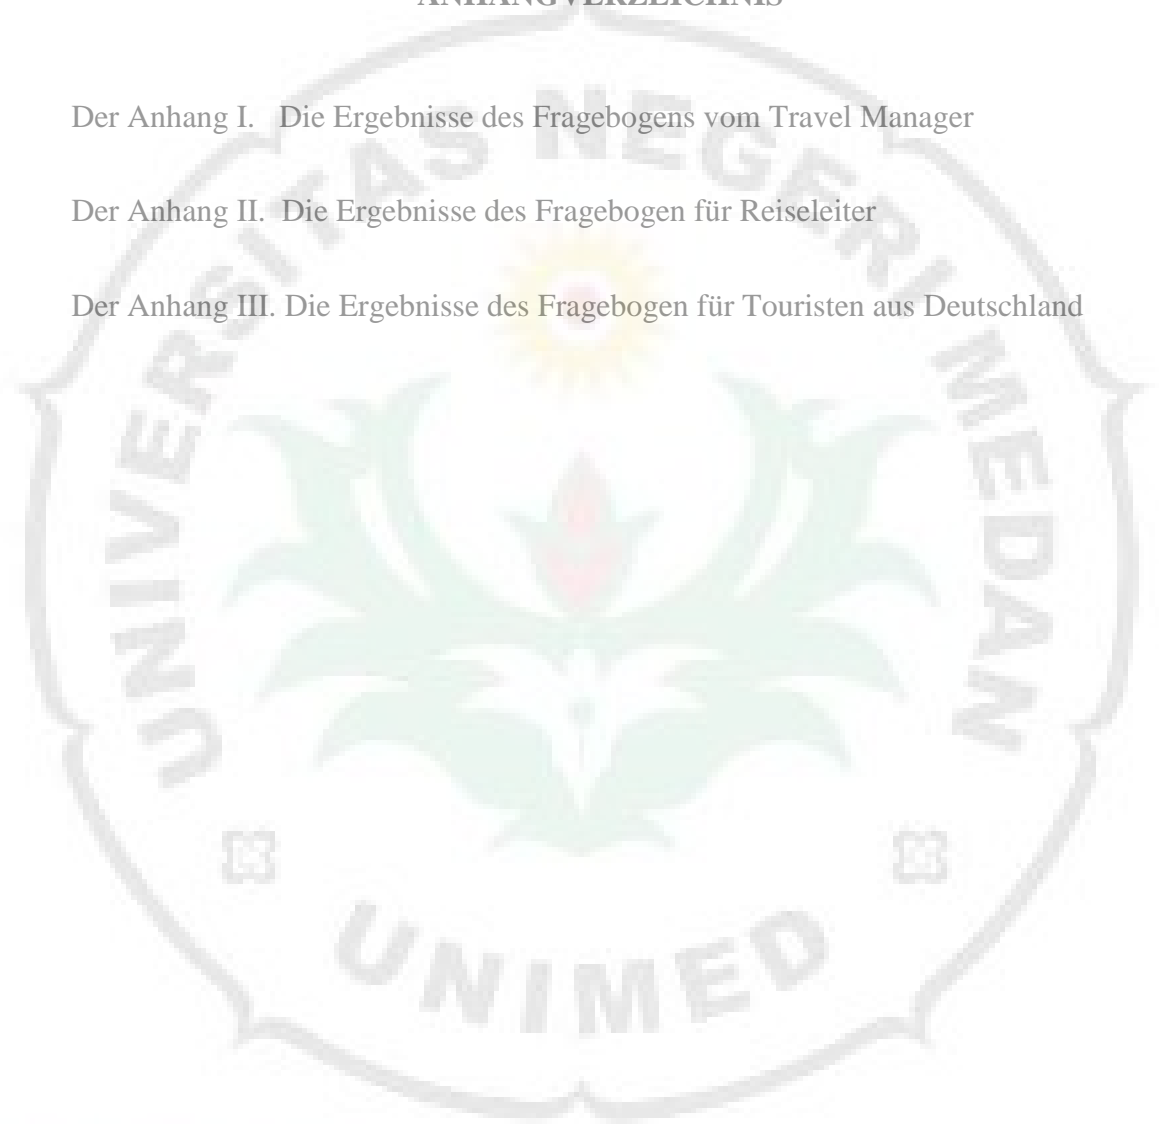 ANHANGVERZEICHNIS
Der Anhang I. Die Ergebnisse des Fragebogens vom Travel Manager
Der Anhang II. Die Ergebnisse des Fragebogen für Reiseleiter
Der Anhang III. Die Ergebnisse des Fragebogen für Touristen aus Deutschland
UNIVERSITAS NEGERI MEDAN
UNIMED